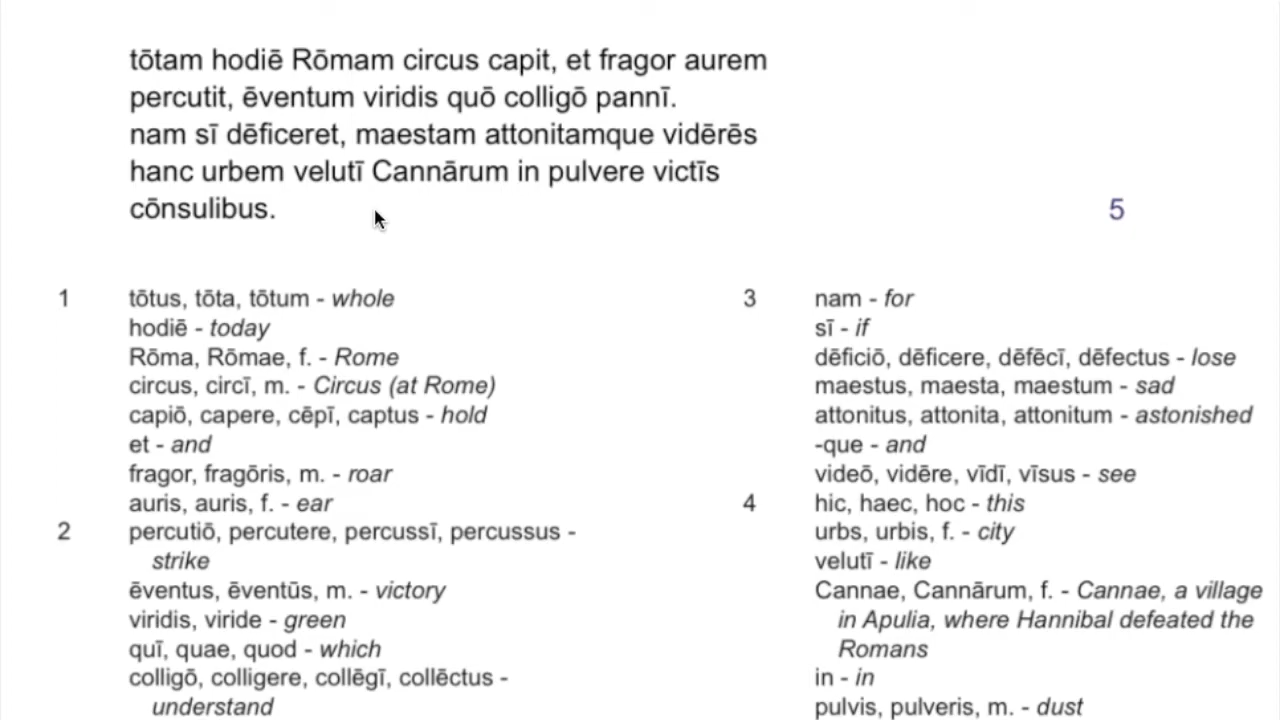 tōtam hodiē Rōmam circus capit, et fragor aurem
percutit, ēventum viridis quō colligō pannī.
nam sī dēficeret, maestam attonitamque vidērēs
hanc urbem velutī Cannārum in pulvere victīs
cōnsulibus. 5
1 tōtus, tōta, tōtum - whole
hodiē - today
Rōma, Rōmae, f. - Rome
circus, circī, m. - Circus (at Rome)
capiō, capere, cēpī, captus - hold
et - and
fragor, fragōris, m. - roar
auris, auris, f. - ear
2 percutiō, percutere, percussī, percussus -
strike
ēventus, ēventūs, m. - victory
viridis, viride - green
quī, quae, quod - which
colligō, colligere, collēgī, collēctus -
understand
3 nam - for
sī - if
dēficiō, dēficere, dēfēcī, dēfectus - lose
maestus, maesta, maestum - sad
attonitus, attonita, attonitum - astonished
-que - and
videō, vidēre, vīdī, vīsus - see
4 hic, haec, hoc - this
urbs, urbis, f. - city
velutī - like
Cannae, Cannārum, f. - Cannae, a village
in Apulia, where Hannibal defeated the
Romans
in - in
pulvis, pulveris, m. - dust